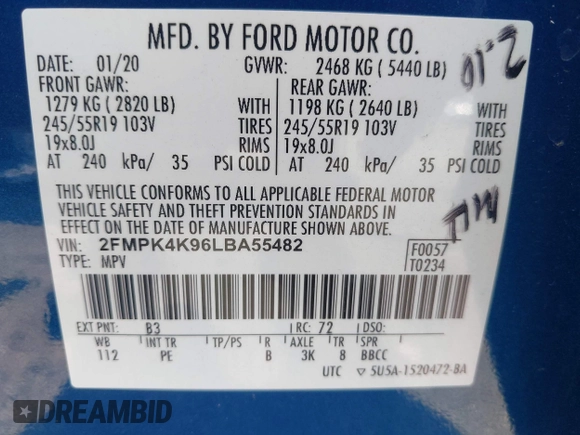 MFD. BY FORD MOTOR CO.
DATE: 01/20 GVWR: 2468 KG ( 5440 LB)
FRONT GAWR: REAR GAWR:
1279 KG ( 2820 LB) WITH 1198 KG ( 2640 LB) WITH
245/55R19 103V TIRES 245/55R19 103V TIRES
19x8.0J RIMS 19x8.0J RIMS
AT 240 kPa/ 35 PSI COLD AT 240 kPa/ 35 PSI COLD
THIS VEHICLE CONFORMS TO ALL APPLICABLE FEDERAL MOTOR
VEHICLE SAFETY AND THEFT PREVENTION STANDARDS IN
EFFECT ON THE DATE OF MANUFACTURE SHOWN ABOVE.
VIN: 2FMPK4K96LBA55482 F0057
TYPE: MPV T0234
EXT PNT: B3 RC: 72 DSO:
WB INT TR TP/PS R AXLE TR SPR
112 PE B 3K 8 BBCC
UTC ▽ 5U5A-1520472-BA
2-10
DREAMBID